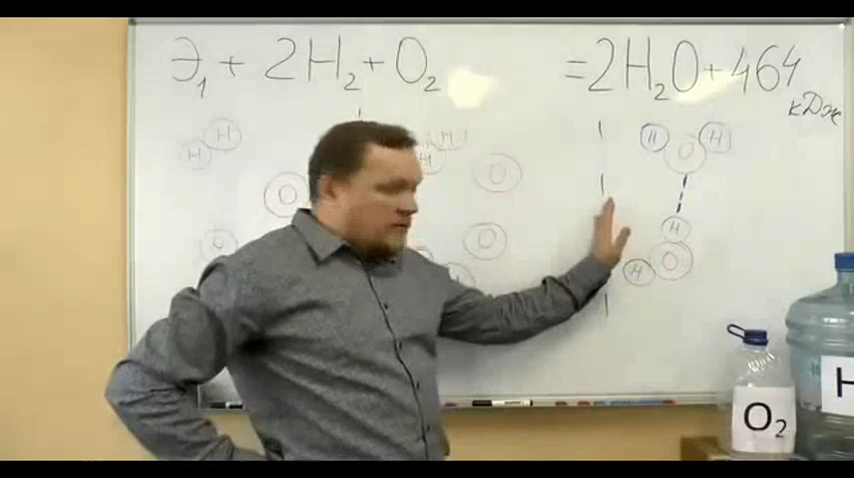 Э₁ + 2H₂ + O₂ = 2H₂O + 464
кДж
H H H H H
O O
H
O O
H O
O₂ H